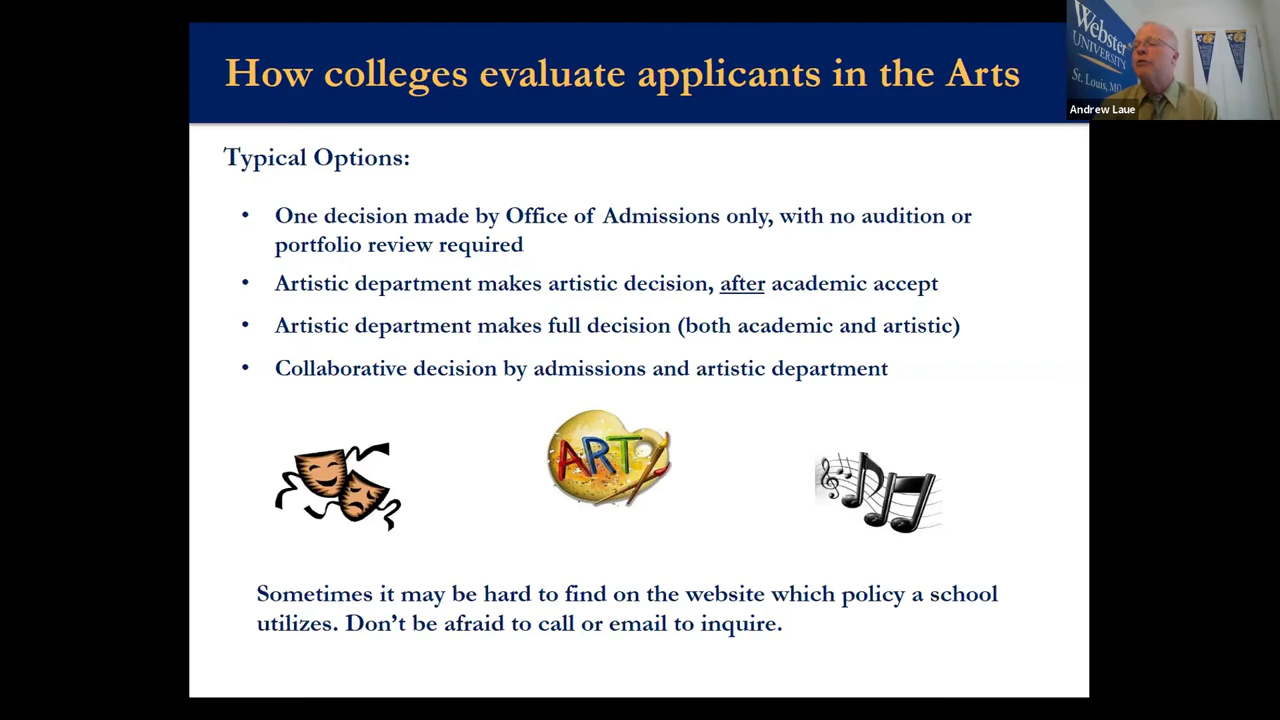 How colleges evaluate applicants in the Arts
Webster
UNIVERSITY
St. Louis, MO
Andrew Laue
Typical Options:
• One decision made by Office of Admissions only, with no audition or
portfolio review required
• Artistic department makes artistic decision, after academic accept
• Artistic department makes full decision (both academic and artistic)
• Collaborative decision by admissions and artistic department
ART
Sometimes it may be hard to find on the website which policy a school
utilizes. Don't be afraid to call or email to inquire.